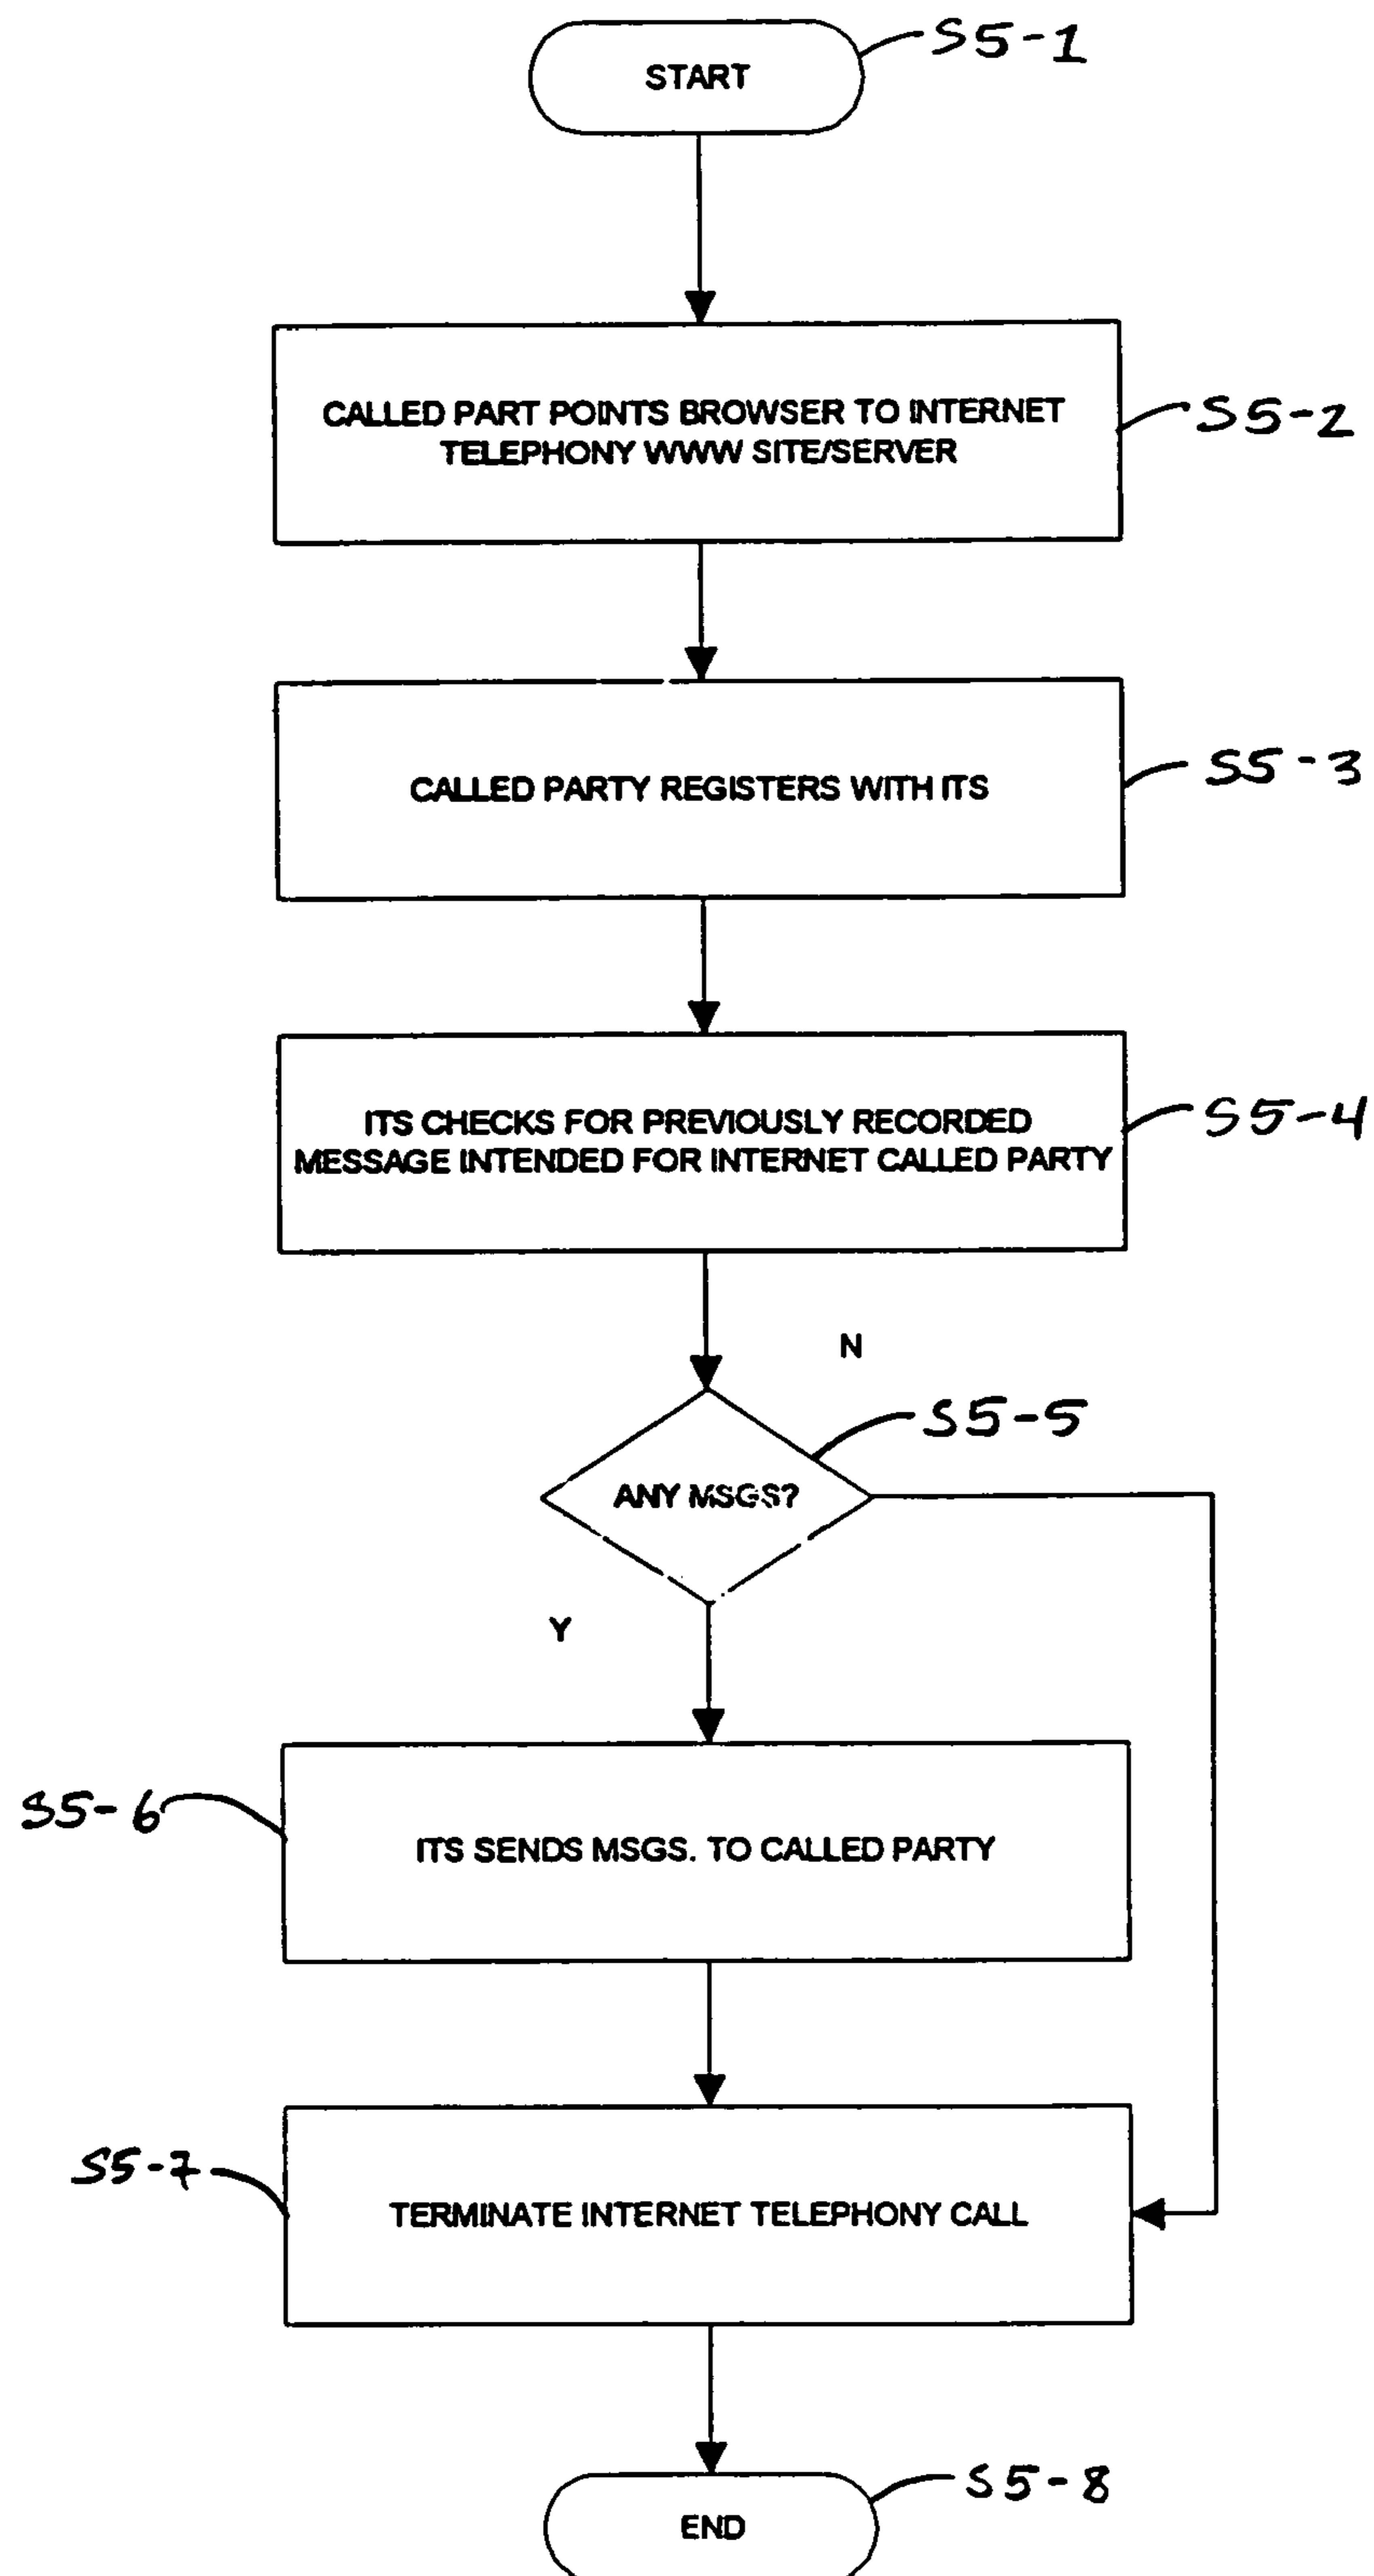 START
S5-1
CALLED PART POINTS BROWSER TO INTERNET
TELEPHONY WWW SITE/SERVER
S5-2
CALLED PARTY REGISTERS WITH ITS
S5-3
ITS CHECKS FOR PREVIOUSLY RECORDED
MESSAGE INTENDED FOR INTERNET CALLED PARTY
S5-4
N
S5-5
ANY MSGS?
Y
S5-6
ITS SENDS MSGS. TO CALLED PARTY
S5-7
TERMINATE INTERNET TELEPHONY CALL
S5-8
END